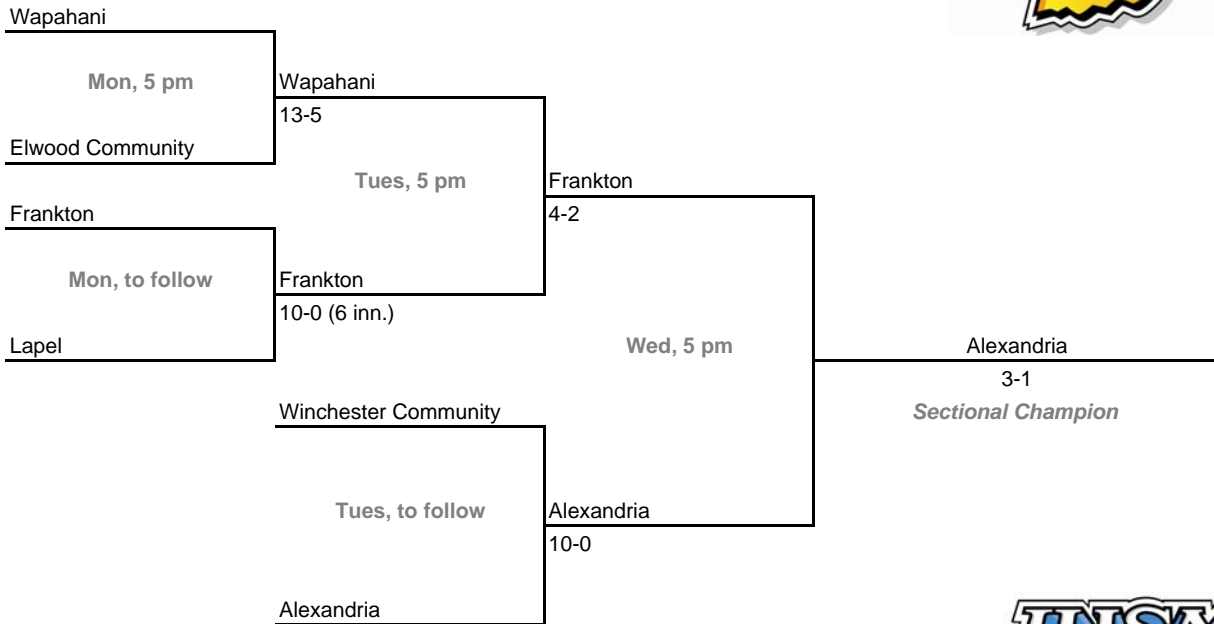 Wapahani
Mon, 5 pm
Wapahani
13-5
Elwood Community
Tues, 5 pm
Frankton
Frankton
4-2
Mon, to follow
Frankton
10-0 (6 inn.)
Lapel
Wed, 5 pm
Alexandria
3-1
Winchester Community
Sectional Champion
Tues, to follow
Alexandria
10-0
Alexandria